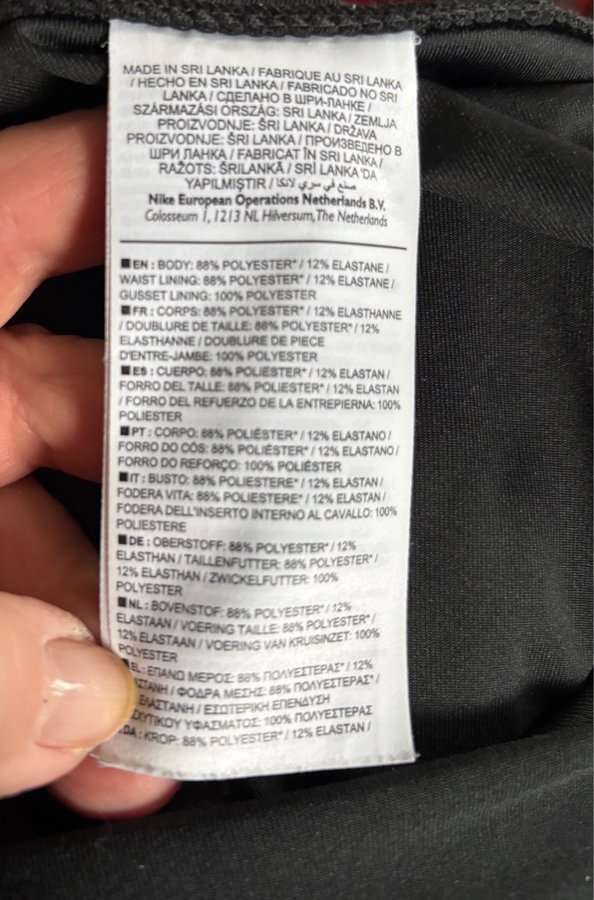 MADE IN SRI LANKA / FABRIQUE AU SRI LANKA
/ HECHO EN SRI LANKA / FABRICADO NO SRI
LANKA / СДЕЛАНО В ШРИ-ЛАНКЕ /
SZÁRMAZÁSI ORSZÁG: SRI LANKA / ZEMLJA
PROIZVODNJE: ŠRI LANKA / DRŽAVA
PROIZVODNJE: ŠRI LANKA / ПРОИЗВЕДЕНО В
ШРИ ЛАНКА / FABRICAT ÎN SRI LANKA /
RAŽOTS: ŠRILANKĀ / SRİ LANKA 'DA
YAPILMIŞTIR / صنع في سري لانكا
Nike European Operations Netherlands B.V.
Colosseum 1, 1213 NL Hilversum, The Netherlands
■ EN : BODY: 88% POLYESTER* / 12% ELASTANE /
WAIST LINING: 88% POLYESTER* / 12% ELASTANE /
GUSSET LINING: 100% POLYESTER
■ FR : CORPS: 88% POLYESTER* / 12% ELASTHANNE
/ DOUBLURE DE TAILLE: 88% POLYESTER* / 12%
ELASTHANNE / DOUBLURE DE PIECE
D'ENTRE-JAMBE: 100% POLYESTER
■ ES : CUERPO: 88% POLIÉSTER* / 12% ELASTAN /
FORRO DEL TALLE: 88% POLIÉSTER* / 12% ELASTAN
/ FORRO DEL REFUERZO DE LA ENTREPIERNA: 100%
POLIESTER
■ PT : CORPO: 88% POLIÉSTER* / 12% ELASTANO /
FORRO DO CÓS: 88% POLIÉSTER* / 12% ELASTANO /
FORRO DO REFORÇO: 100% POLIÉSTER
■ IT : BUSTO: 88% POLIESTERE* / 12% ELASTAN /
FODERA VITA: 88% POLIESTERE* / 12% ELASTAN /
FODERA DELL'INSERTO INTERNO AL CAVALLO: 100%
POLIESTERE
■ DE : OBERSTOFF: 88% POLYESTER* / 12%
ELASTHAN / TAILLENFUTTER: 88% POLYESTER* /
12% ELASTHAN / ZWICKELFUTTER: 100%
POLYESTER
■ NL : BOVENSTOF: 88% POLYESTER* / 12%
ELASTAAN / VOERING TAILLE: 88% POLYESTER* /
12% ELASTAAN / VOERING VAN KRUISINZET: 100%
POLYESTER
EL : ΕΠΑΝΩ ΜΕΡΟΣ: 88% ΠΟΛΥΕΣΤΕΡΑΣ* / 12%
ΣΤΑΝΗ / ΦΟΔΡΑ ΜΕΣΗΣ: 88% ΠΟΛΥΕΣΤΕΡΑΣ* /
ΕΛΑΣΤΑΝΗ / ΕΣΩΤΕΡΙΚΗ ΕΠΕΝΔΥΣΗ
ΧΥΤΙΚΟΥ ΥΦΑΣΜΑΤΟΣ: 100% ΠΟΛΥΕΣΤΕΡΑΣ
DA : KROP: 88% POLYESTER* / 12% ELASTAN /